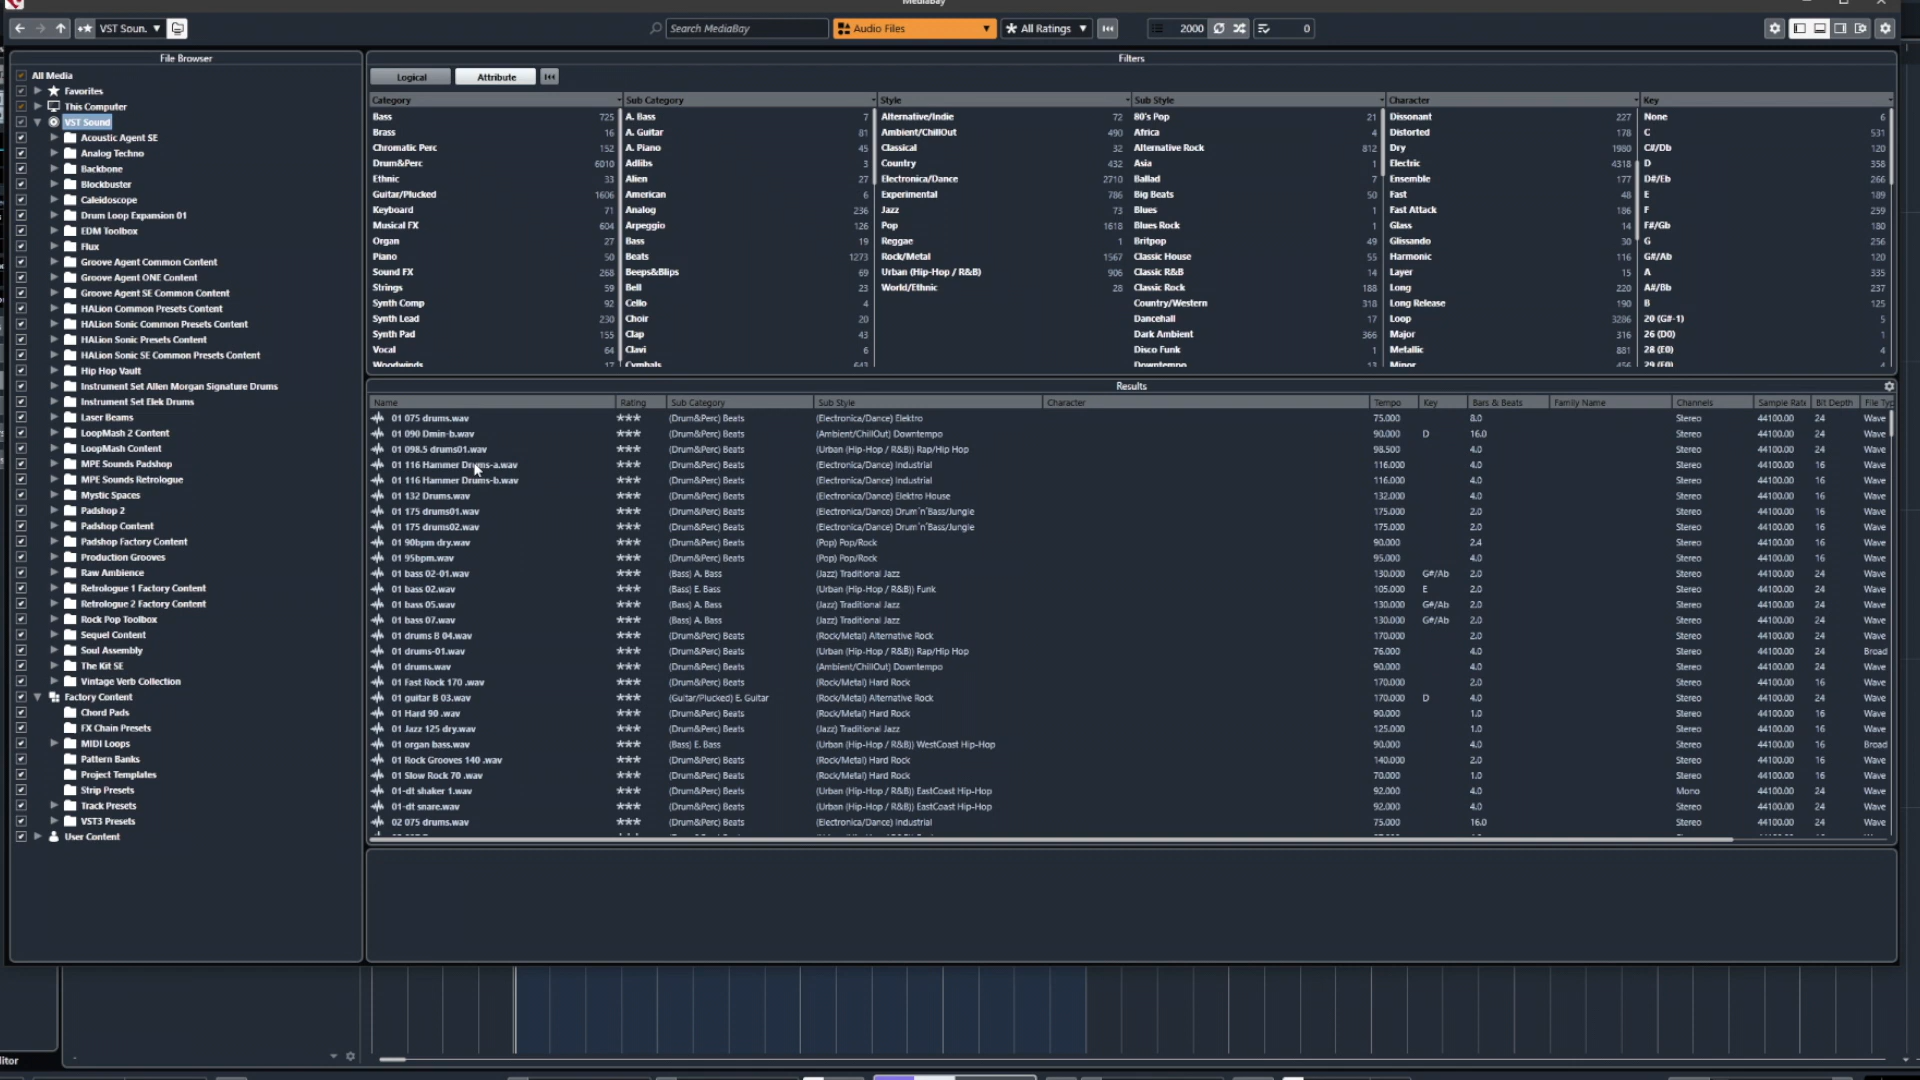 MediaBay
VST Soun.
Search MediaBay
Audio Files
All Ratings
2000
0
File Browser
All Media
Favorites
This Computer
VST Sound
Acoustic Agent SE
Analog Techno
Backbone
Blockbuster
Caleidoscope
Drum Loop Expansion 01
EDM Toolbox
Flux
Groove Agent Common Content
Groove Agent ONE Content
Groove Agent SE Common Content
HALion Common Presets Content
HALion Sonic Common Presets Content
HALion Sonic Presets Content
HALion Sonic SE Common Presets Content
Hip Hop Vault
Instrument Set Allen Morgan Signature Drums
Instrument Set Elek Drums
Laser Beams
LoopMash 2 Content
LoopMash Content
MPE Sounds Padshop
MPE Sounds Retrologue
Mystic Spaces
Padshop 2
Padshop Content
Padshop Factory Content
Production Grooves
Raw Ambience
Retrologue 1 Factory Content
Retrologue 2 Factory Content
Rock Pop Toolbox
Sequel Content
Soul Assembly
The Kit SE
Vintage Verb Collection
Factory Content
Chord Pads
FX Chain Presets
MIDI Loops
Pattern Banks
Project Templates
Strip Presets
Track Presets
VST3 Presets
User Content
Filters
Logical Attribute
Category Sub Category Style Sub Style Character Key
Bass 725 A. Bass 7 Alternative/Indie 72 80's Pop 21 Dissonant 227 None 6
Brass 16 A. Guitar 81 Ambient/ChillOut 490 Africa 4 Distorted 178 C 531
Chromatic Perc 152 A. Piano 45 Classical 32 Alternative Rock 812 Dry 1980 C#/Db 120
Drum&Perc 6010 Adlibs 3 Country 432 Asia 1 Electric 4318 D 358
Ethnic 33 Alien 27 Electronica/Dance 2710 Ballad 7 Ensemble 177 D#/Eb 266
Guitar/Plucked 1606 American 6 Experimental 786 Big Beats 50 Fast 48 E 189
Keyboard 71 Analog 236 Jazz 73 Blues 1 Fast Attack 186 F 259
Musical FX 604 Arpeggio 126 Pop 1618 Blues Rock 1 Glass 14 F#/Gb 180
Organ 27 Bass 19 Reggae 1 Britpop 49 Glissando 30 G 256
Piano 50 Beats 1273 Rock/Metal 1567 Classic House 55 Harmonic 116 G#/Ab 120
Sound FX 268 Beeps&Blips 69 Urban (Hip-Hop / R&B) 906 Classic R&B 14 Layer 15 A 335
Strings 59 Bell 23 World/Ethnic 28 Classic Rock 188 Long 220 A#/Bb 237
Synth Comp 92 Cello 4 Country/Western 318 Long Release 190 B 125
Synth Lead 230 Choir 20 Dancehall 17 Loop 3286 20 (G#-1) 5
Synth Pad 155 Clap 43 Dark Ambient 366 Major 316 26 (D0) 1
Vocal 64 Clavi 6 Disco Funk 1 Metallic 881 28 (E0) 4
Woodwinds 17 Cymbals 643 Downtempo 13 Minor 456 29 (F0) 4
Results
Name Rating Sub Category Sub Style Character Tempo Key Bars & Beats Family Name Channels Sample Rate Bit Depth File Typ
01 075 drums.wav *** (Drum&Perc) Beats (Electronica/Dance) Elektro 75.000 8.0 Stereo 44100.00 24 Wave
01 090 Dmin-b.wav *** (Drum&Perc) Beats (Ambient/ChillOut) Downtempo 90.000 D 16.0 Stereo 44100.00 24 Wave
01 098.5 drums01.wav *** (Drum&Perc) Beats (Urban (Hip-Hop / R&B)) Rap/Hip Hop 98.500 4.0 Stereo 44100.00 24 Wave
01 116 Hammer Drums-a.wav *** (Drum&Perc) Beats (Electronica/Dance) Industrial 116.000 4.0 Stereo 44100.00 16 Wave
01 116 Hammer Drums-b.wav *** (Drum&Perc) Beats (Electronica/Dance) Industrial 116.000 4.0 Stereo 44100.00 16 Wave
01 132 Drums.wav *** (Drum&Perc) Beats (Electronica/Dance) Elektro House 132.000 4.0 Stereo 44100.00 24 Wave
01 175 drums01.wav *** (Drum&Perc) Beats (Electronica/Dance) Drum´n´Bass/Jungle 175.000 2.0 Stereo 44100.00 24 Wave
01 175 drums02.wav *** (Drum&Perc) Beats (Electronica/Dance) Drum´n´Bass/Jungle 175.000 2.0 Stereo 44100.00 24 Wave
01 90bpm dry.wav *** (Drum&Perc) Beats (Pop) Pop/Rock 90.000 2.4 Stereo 44100.00 24 Wave
01 95bpm.wav *** (Drum&Perc) Beats (Pop) Pop/Rock 95.000 4.0 Stereo 44100.00 24 Wave
01 bass 02-01.wav *** (Bass) A. Bass (Jazz) Traditional Jazz 130.000 G#/Ab 2.0 Stereo 44100.00 24 Wave
01 bass 02.wav *** (Bass) E. Bass (Urban (Hip-Hop / R&B)) Funk 105.000 E 2.0 Stereo 44100.00 24 Wave
01 bass 05.wav *** (Bass) A. Bass (Jazz) Traditional Jazz 130.000 G#/Ab 2.0 Stereo 44100.00 24 Wave
01 bass 07.wav *** (Bass) A. Bass (Jazz) Traditional Jazz 130.000 G#/Ab 2.0 Stereo 44100.00 24 Wave
01 drums B 04.wav *** (Drum&Perc) Beats (Rock/Metal) Alternative Rock 170.000 2.0 Stereo 44100.00 24 Wave
01 drums-01.wav *** (Drum&Perc) Beats (Urban (Hip-Hop / R&B)) Rap/Hip Hop 76.000 4.0 Stereo 44100.00 16 Broad
01 drums.wav *** (Drum&Perc) Beats (Ambient/ChillOut) Downtempo 90.000 4.0 Stereo 44100.00 24 Wave
01 Fast Rock 170 .wav *** (Drum&Perc) Beats (Rock/Metal) Hard Rock 170.000 2.0 Stereo 44100.00 16 Wave
01 guitar B 03.wav *** (Guitar/Plucked) E. Guitar (Rock/Metal) Alternative Rock 170.000 D 4.0 Stereo 44100.00 24 Wave
01 Hard 90 .wav *** (Drum&Perc) Beats (Rock/Metal) Hard Rock 90.000 1.0 Stereo 44100.00 16 Wave
01 Jazz 125 dry.wav *** (Drum&Perc) Beats (Jazz) Traditional Jazz 125.000 1.0 Stereo 44100.00 24 Wave
01 organ bass.wav *** (Bass) E. Bass (Urban (Hip-Hop / R&B)) WestCoast Hip-Hop 90.000 4.0 Stereo 44100.00 16 Broad
01 Rock Grooves 140 .wav *** (Drum&Perc) Beats (Rock/Metal) Hard Rock 140.000 2.0 Stereo 44100.00 16 Wave
01 Slow Rock 70 .wav *** (Drum&Perc) Beats (Rock/Metal) Hard Rock 70.000 1.0 Stereo 44100.00 16 Wave
01-dt shaker 1.wav *** (Drum&Perc) Beats (Urban (Hip-Hop / R&B)) EastCoast Hip-Hop 92.000 4.0 Mono 44100.00 24 Wave
01-dt snare.wav *** (Drum&Perc) Beats (Urban (Hip-Hop / R&B)) EastCoast Hip-Hop 92.000 4.0 Stereo 44100.00 24 Wave
02 075 drums.wav *** (Drum&Perc) Beats (Electronica/Dance) Industrial 75.000 16.0 Stereo 44100.00 24 Wave
itor